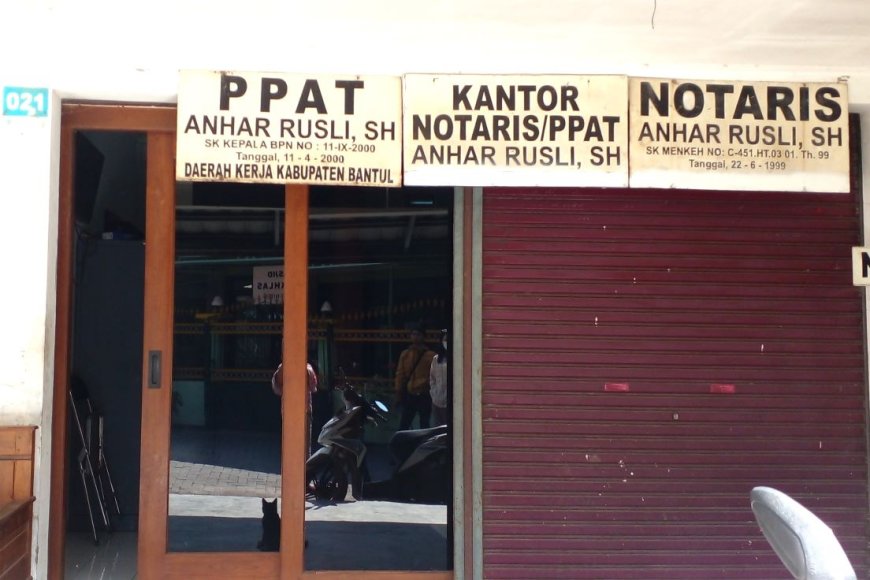 021
PPAT
ANHAR RUSLI, SH
SK KEPALA BPN NO : 11-IX-2000
Tanggal, 11 - 4 - 2000
DAERAH KERJA KABUPATEN BANTUL
KANTOR
NOTARIS/PPAT
ANHAR RUSLI, SH
NOTARIS
ANHAR RUSLI, SH
SK MENKEH NO: C-451.HT.03 01. Th. 99
Tanggal, 22 - 6 - 1999
N